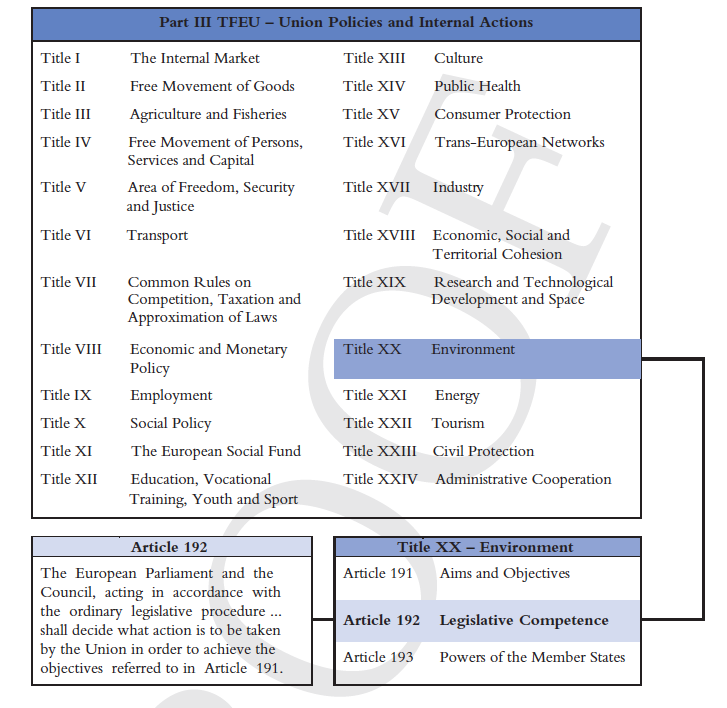 Part III TFEU – Union Policies and Internal Actions
Title I The Internal Market
Title II Free Movement of Goods
Title III Agriculture and Fisheries
Title IV Free Movement of Persons,
Services and Capital
Title V Area of Freedom, Security
and Justice
Title VI Transport
Title VII Common Rules on
Competition, Taxation and
Approximation of Laws
Title VIII Economic and Monetary
Policy
Title IX Employment
Title X Social Policy
Title XI The European Social Fund
Title XII Education, Vocational
Training, Youth and Sport
Title XIII Culture
Title XIV Public Health
Title XV Consumer Protection
Title XVI Trans-European Networks
Title XVII Industry
Title XVIII Economic, Social and
Territorial Cohesion
Title XIX Research and Technological
Development and Space
Title XX Environment
Title XXI Energy
Title XXII Tourism
Title XXIII Civil Protection
Title XXIV Administrative Cooperation
Article 192
The European Parliament and the
Council, acting in accordance with
the ordinary legislative procedure ...
shall decide what action is to be taken
by the Union in order to achieve the
objectives referred to in Article 191.
Title XX – Environment
Article 191 Aims and Objectives
Article 192 Legislative Competence
Article 193 Powers of the Member States